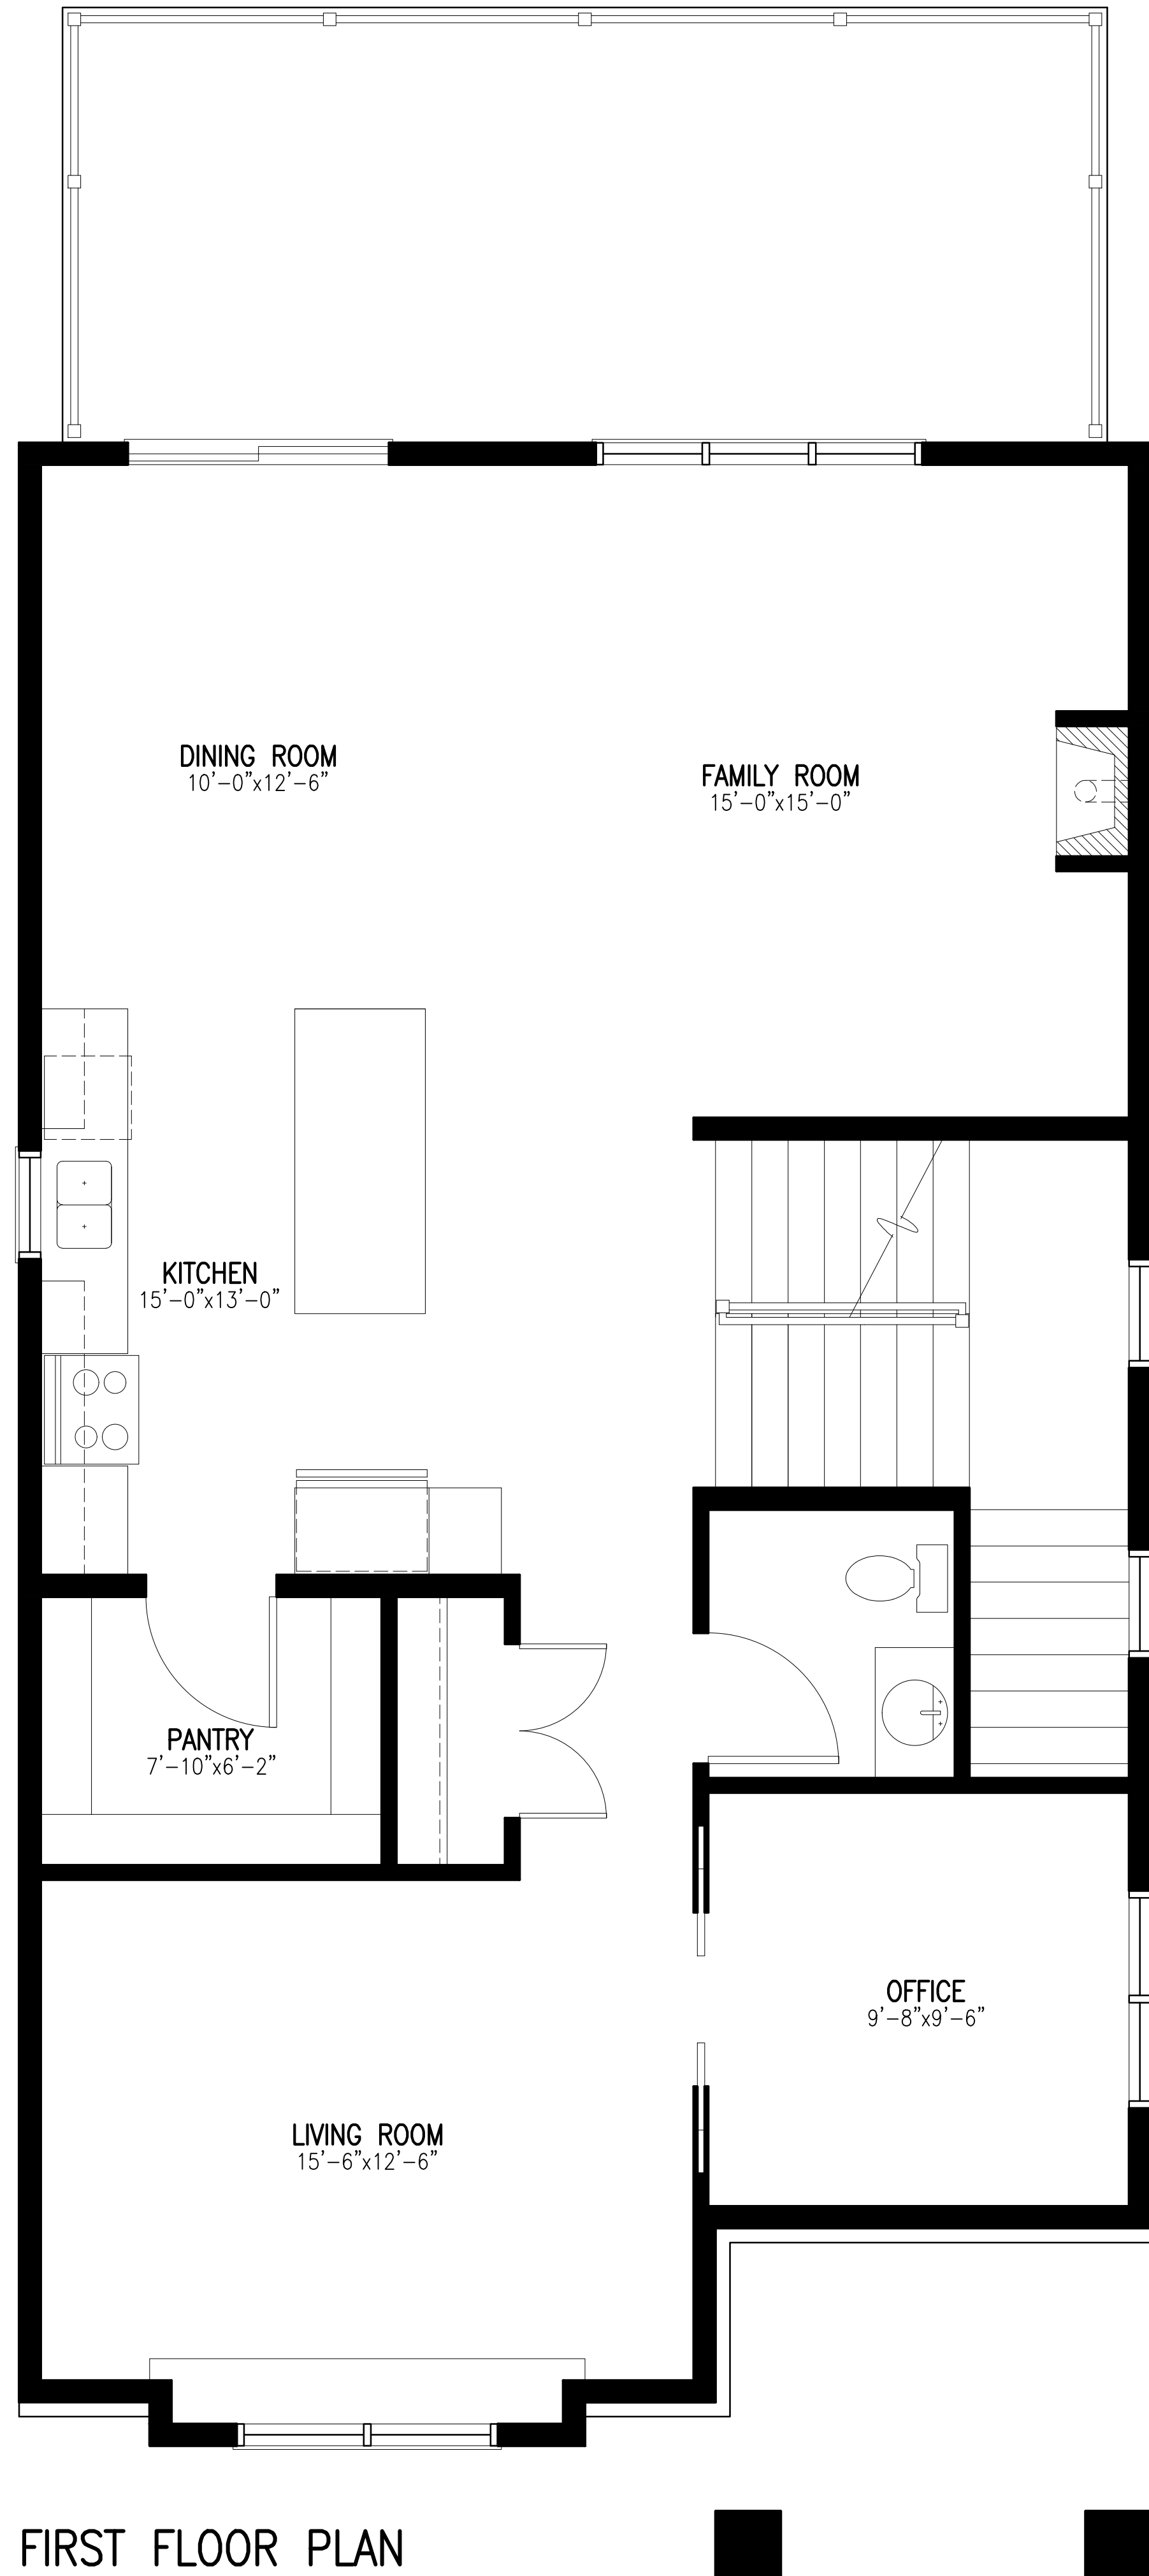 DINING ROOM
10'-0"x12'-6"
FAMILY ROOM
15'-0"x15'-0"
KITCHEN
15'-0"x13'-0"
PANTRY
7'-10"x6'-2"
OFFICE
9'-8"x9'-6"
LIVING ROOM
15'-6"x12'-6"
FIRST FLOOR PLAN